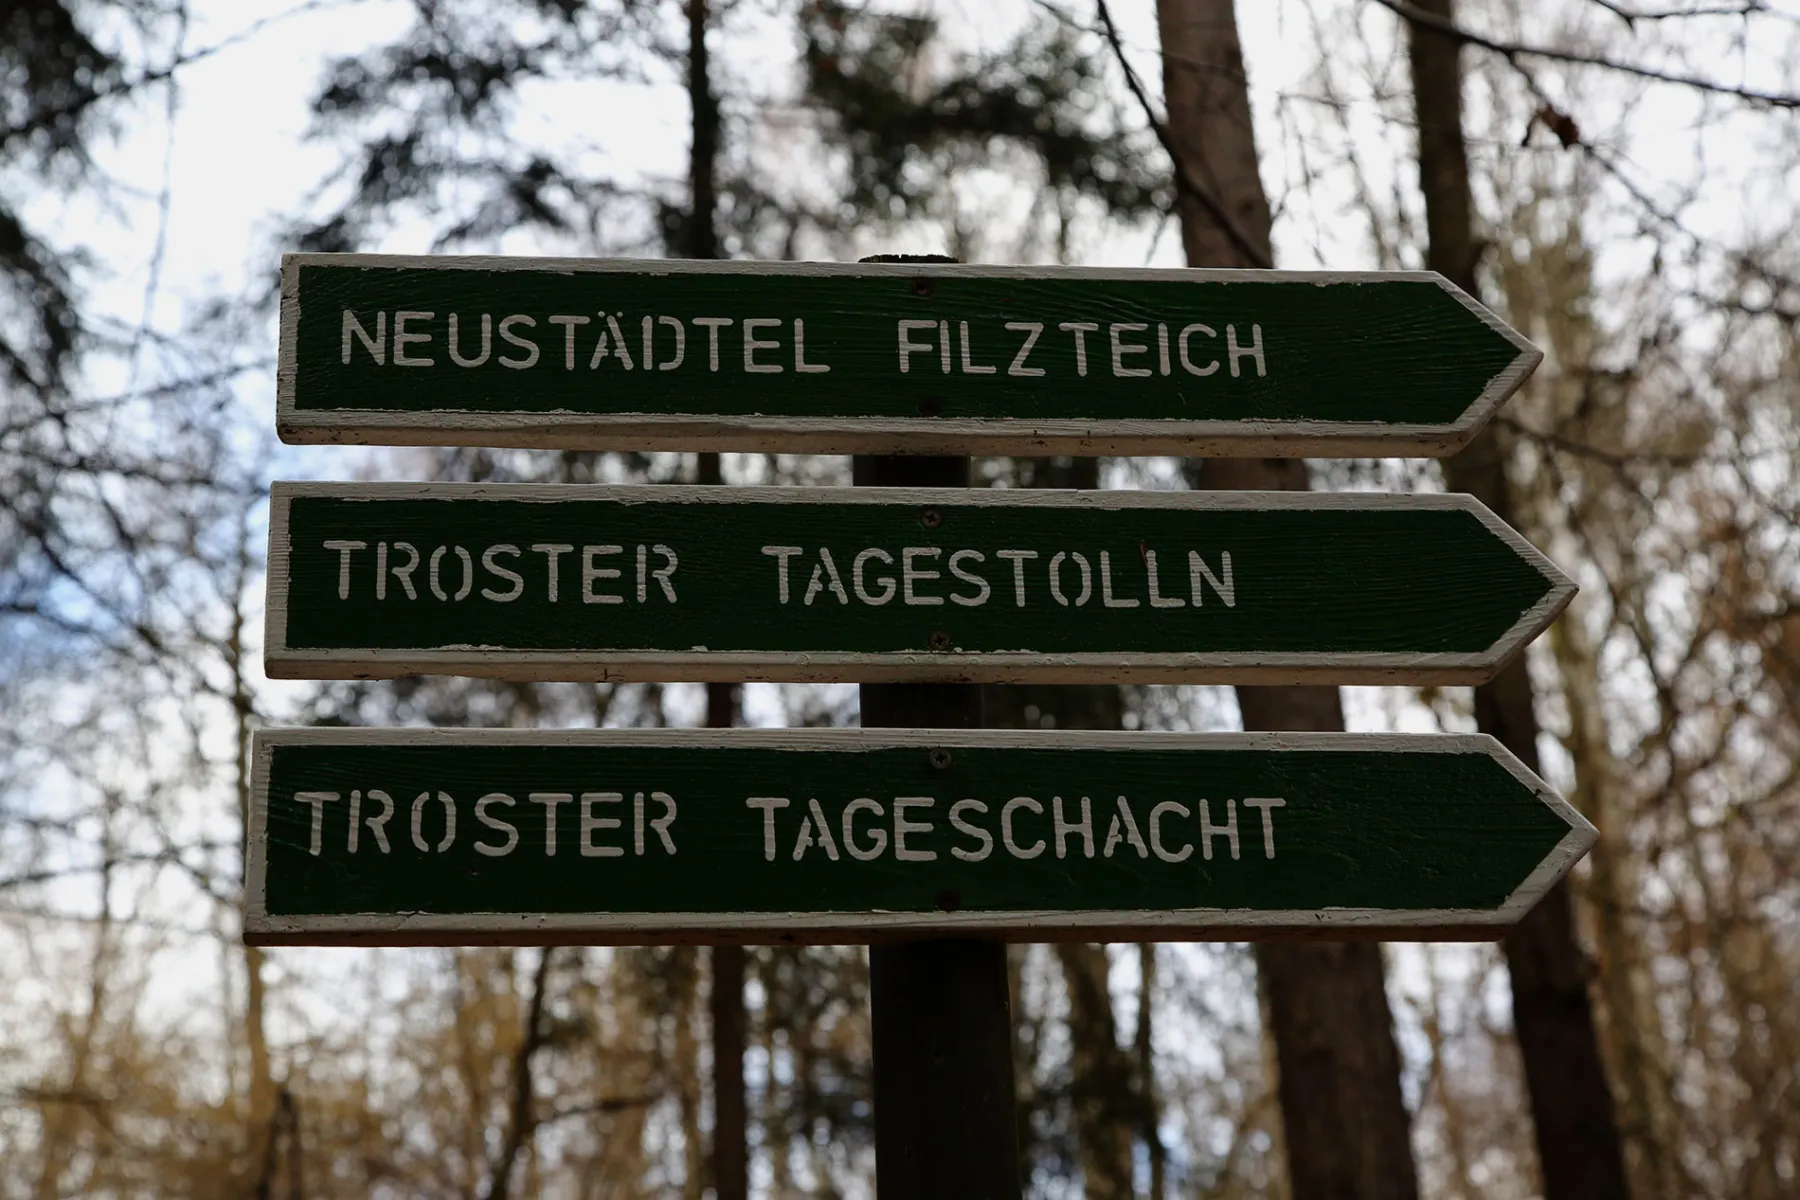 NEUSTÄDTEL FILZTEICH
TROSTER TAGESTOLLN
TROSTER TAGESCHACHT